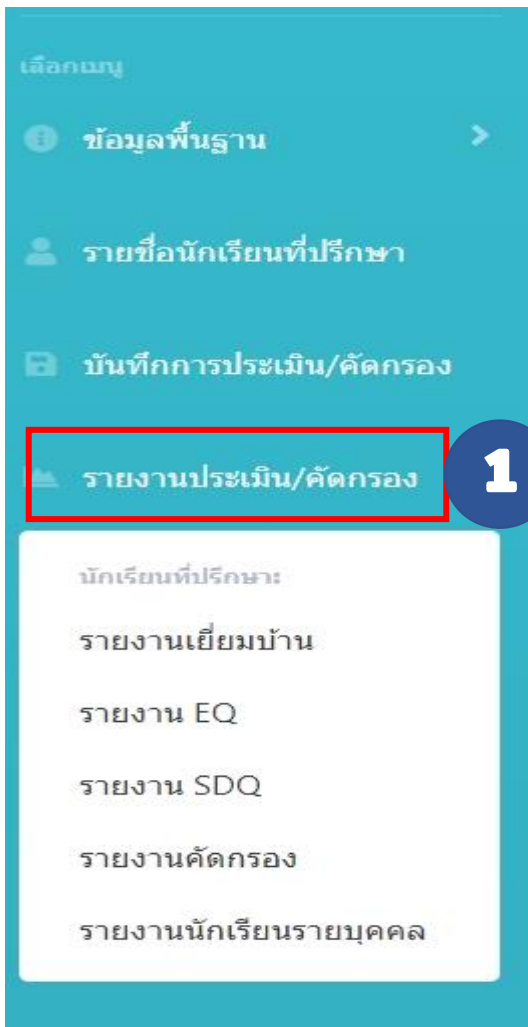 เลือกเมนู
ข้อมูลพื้นฐาน
รายชื่อนักเรียนที่ปรึกษา
บันทึกการประเมิน/คัดกรอง
รายงานประเมิน/คัดกรอง
1
นักเรียนที่ปรึกษา:
รายงานเยี่ยมบ้าน
รายงาน EQ
รายงาน SDQ
รายงานคัดกรอง
รายงานนักเรียนรายบุคคล